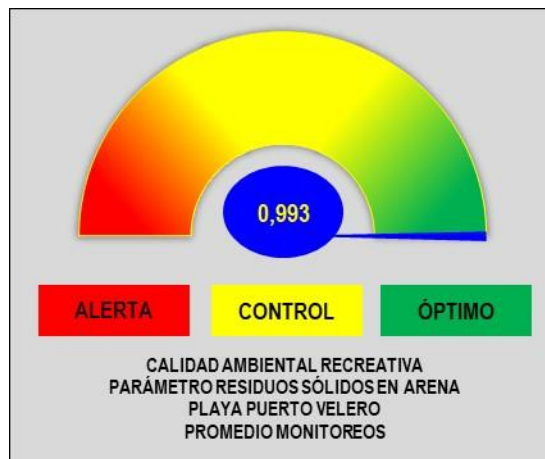 0,993
ALERTA CONTROL ÓPTIMO
CALIDAD AMBIENTAL RECREATIVA
PARÁMETRO RESIDUOS SÓLIDOS EN ARENA
PLAYA PUERTO VELERO
PROMEDIO MONITOREOS